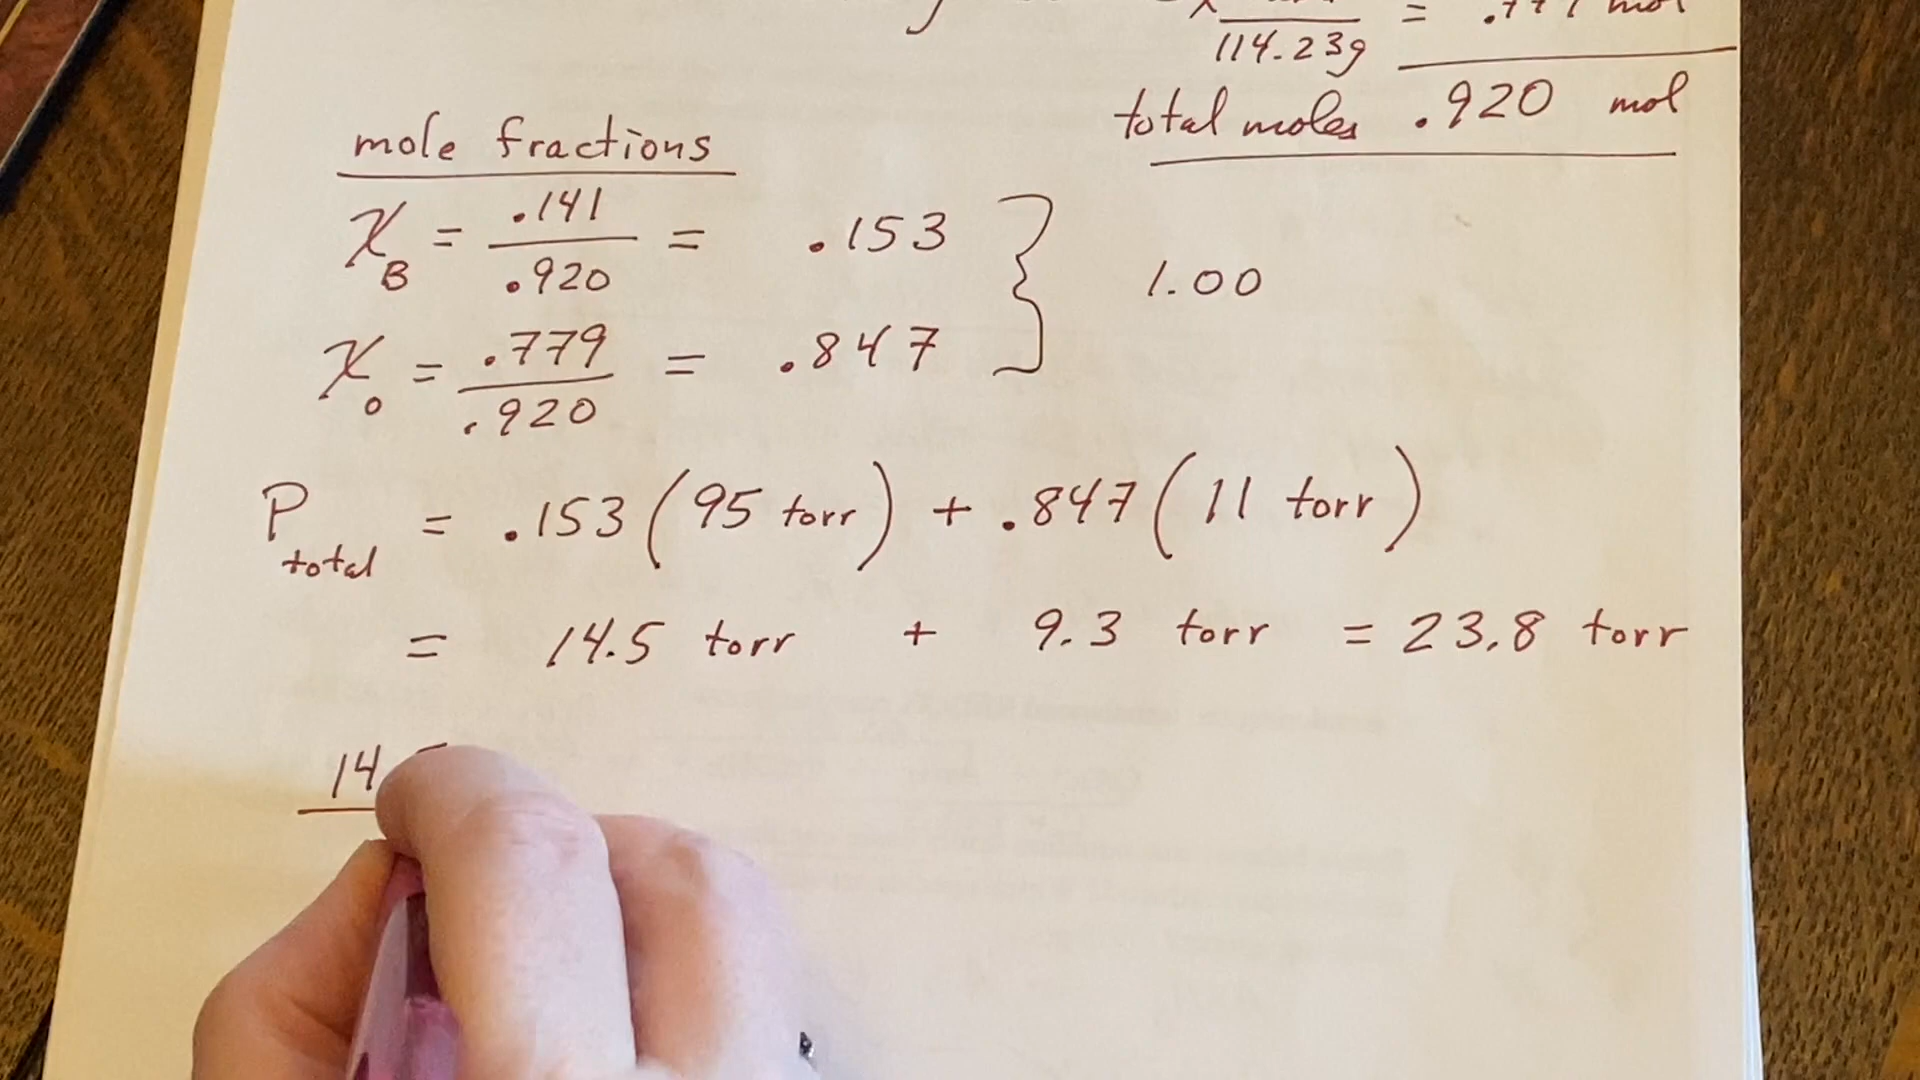 114.23g
total moles .920 mol
mole fractions
χB = .141 / .920 = .153
χo = .779 / .920 = .847
} 1.00
Ptotal = .153 (95 torr) + .847 (11 torr)
= 14.5 torr + 9.3 torr = 23.8 torr
14